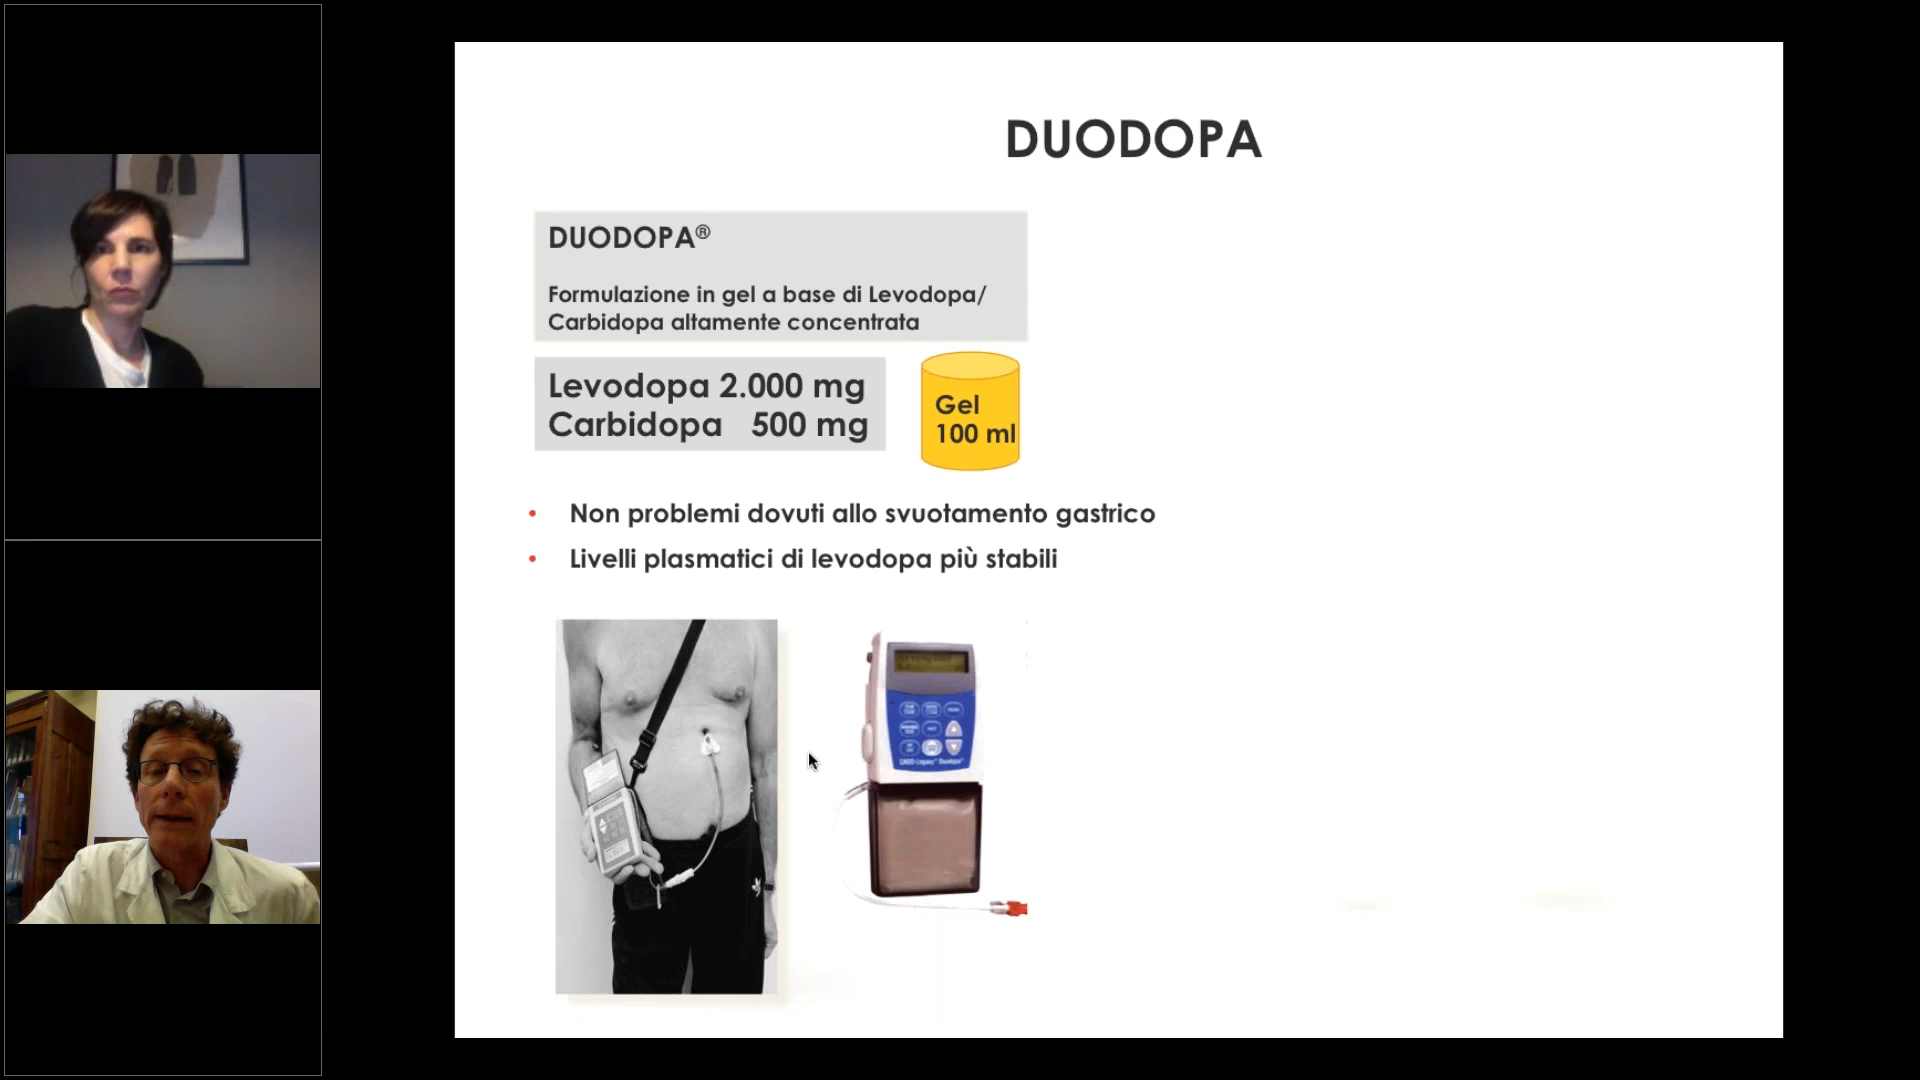 DUODOPA
DUODOPA®
Formulazione in gel a base di Levodopa/
Carbidopa altamente concentrata
Levodopa 2.000 mg
Carbidopa 500 mg
Gel
100 ml
• Non problemi dovuti allo svuotamento gastrico
• Livelli plasmatici di levodopa più stabili